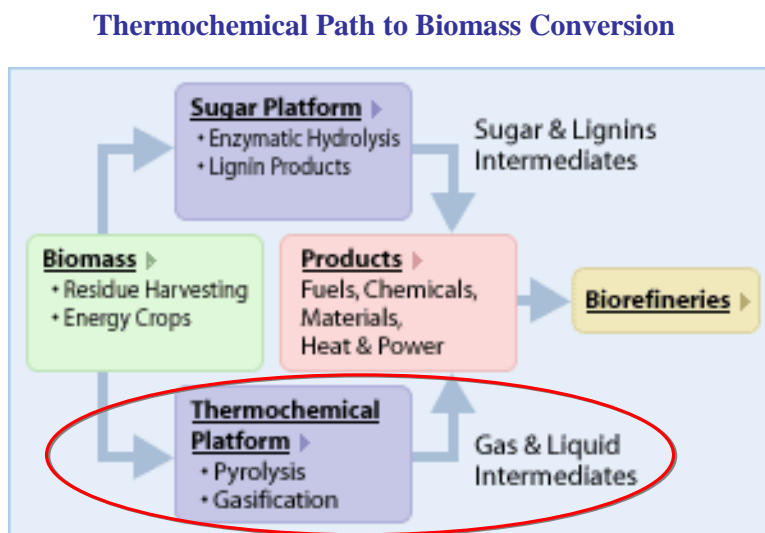 Thermochemical Path to Biomass Conversion
Sugar Platform
• Enzymatic Hydrolysis
• Lignin Products
Sugar & Lignins
Intermediates
Biomass
• Residue Harvesting
• Energy Crops
Products
Fuels, Chemicals,
Materials,
Heat & Power
Biorefineries
Thermochemical
Platform
• Pyrolysis
• Gasification
Gas & Liquid
Intermediates